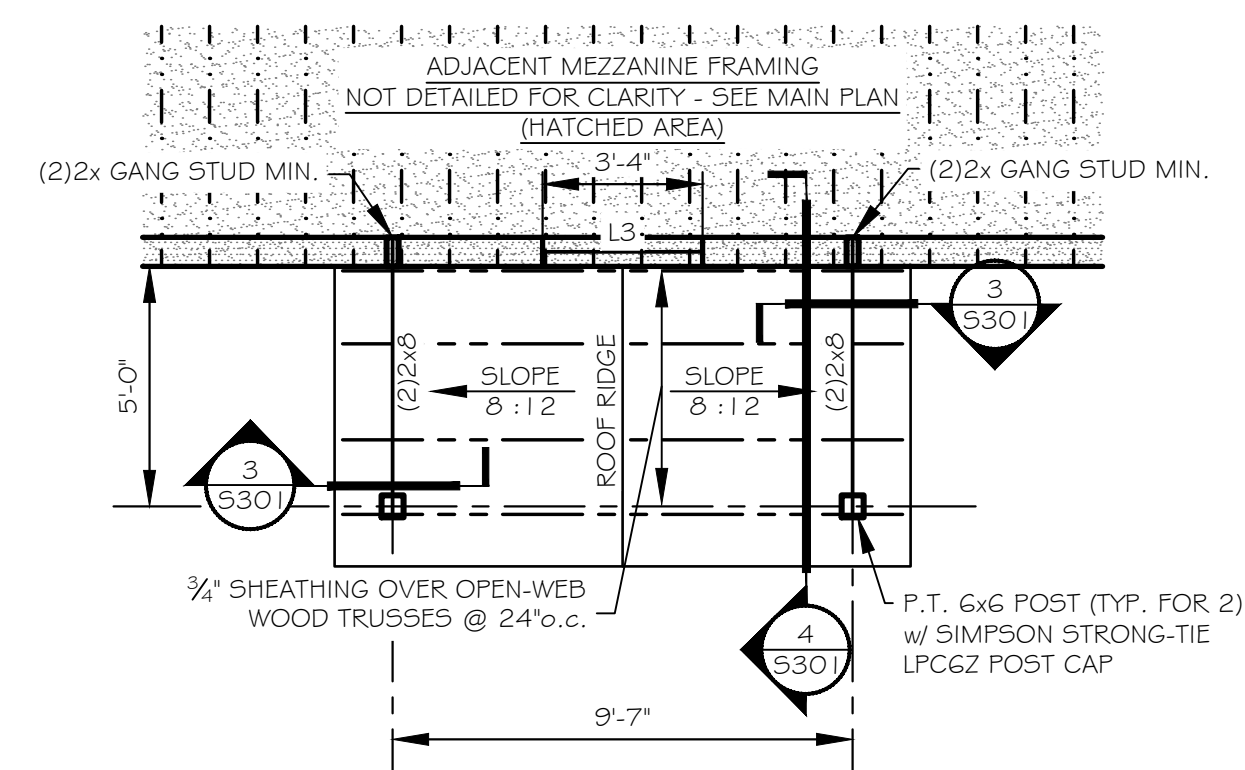 ADJACENT MEZZANINE FRAMING
NOT DETAILED FOR CLARITY - SEE MAIN PLAN
(HATCHED AREA)
(2)2x GANG STUD MIN.
3'-4"
(2)2x GANG STUD MIN.
L3
3
S301
5'-0"
(2)2x8
SLOPE
8:12
ROOF RIDGE
SLOPE
8:12
(2)2x8
3
S301
3/4" SHEATHING OVER OPEN-WEB
WOOD TRUSSES @ 24"o.c.
4
S301
P.T. 6x6 POST (TYP. FOR 2)
w/ SIMPSON STRONG-TIE
LPC6Z POST CAP
9'-7"